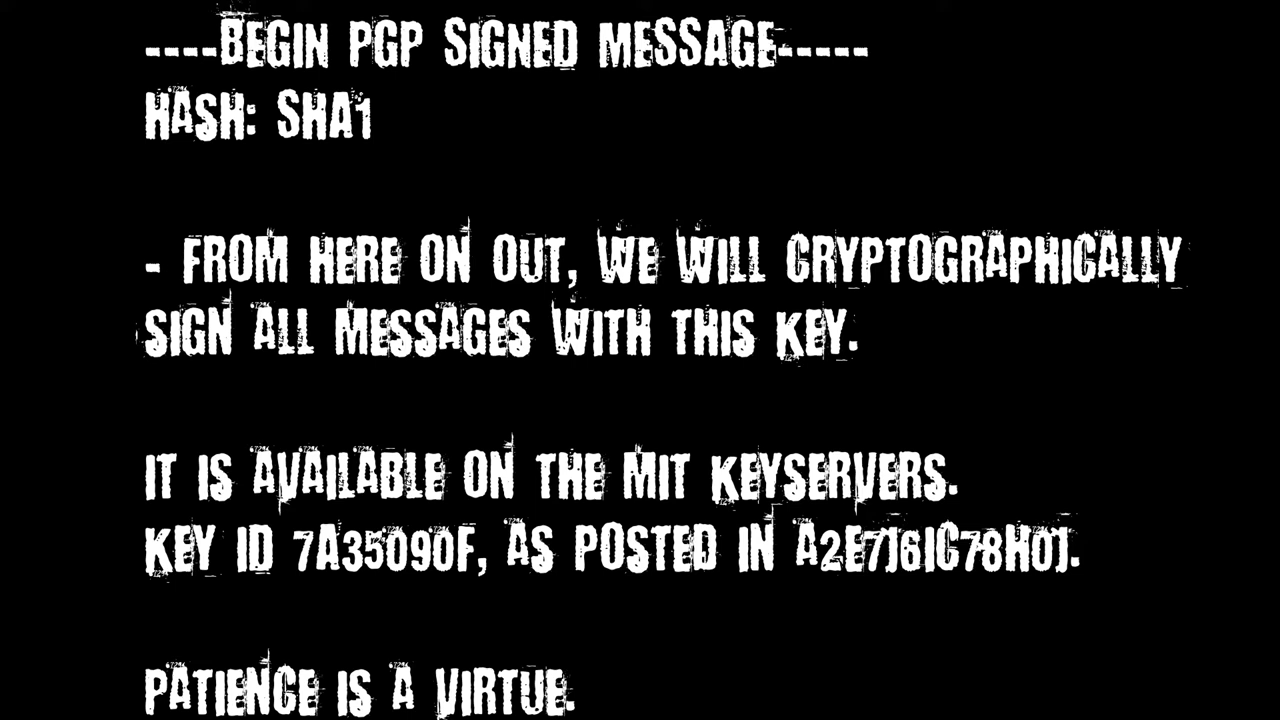 ----BEGIN PGP SIGNED MESSAGE-----
HASH: SHA1
- FROM HERE ON OUT, WE WILL CRYPTOGRAPHICALLY
SIGN ALL MESSAGES WITH THIS KEY.
IT IS AVAILABLE ON THE MIT KEYSERVERS.
KEY ID 7A35090F, AS POSTED IN A2E7J6IC78H0J.
PATIENCE IS A VIRTUE.